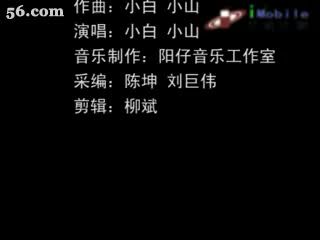 56.com
作曲：小白 小山
iMobile
演唱：小白 小山
音乐制作：阳仔音乐工作室
采编：陈坤 刘巨伟
剪辑：柳斌